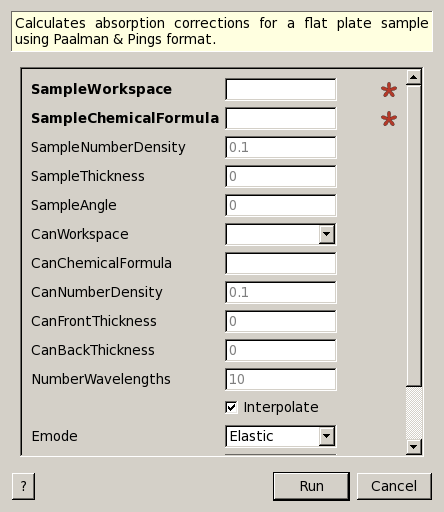 Calculates absorption corrections for a flat plate sample
using Paalman & Pings format.
SampleWorkspace
SampleChemicalFormula
SampleNumberDensity 0.1
SampleThickness 0
SampleAngle 0
CanWorkspace
CanChemicalFormula
CanNumberDensity 0.1
CanFrontThickness 0
CanBackThickness 0
NumberWavelengths 10
Interpolate
Emode Elastic
? Run Cancel